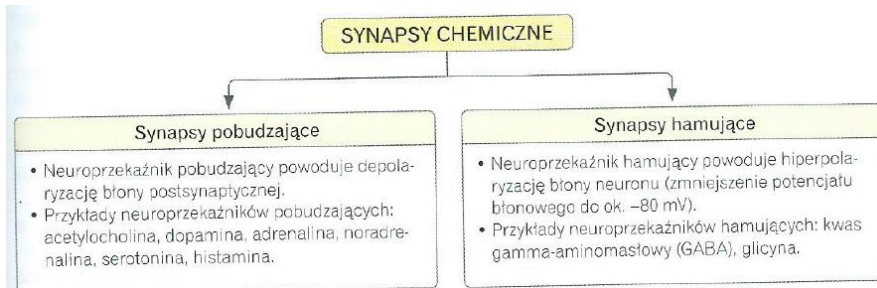 SYNAPSY CHEMICZNE
Synapsy pobudzające
• Neuroprzekaźnik pobudzający powoduje depola-
ryzację błony postsynaptycznej.
• Przykłady neuroprzekaźników pobudzających:
acetylocholina, dopamina, adrenalina, noradre-
nalina, serotonina, histamina.
Synapsy hamujące
• Neuroprzekaźnik hamujący powoduje hiperpola-
ryzację błony neuronu (zmniejszenie potencjału
błonowego do ok. –80 mV).
• Przykłady neuroprzekaźników hamujących: kwas
gamma-aminomasłowy (GABA), glicyna.